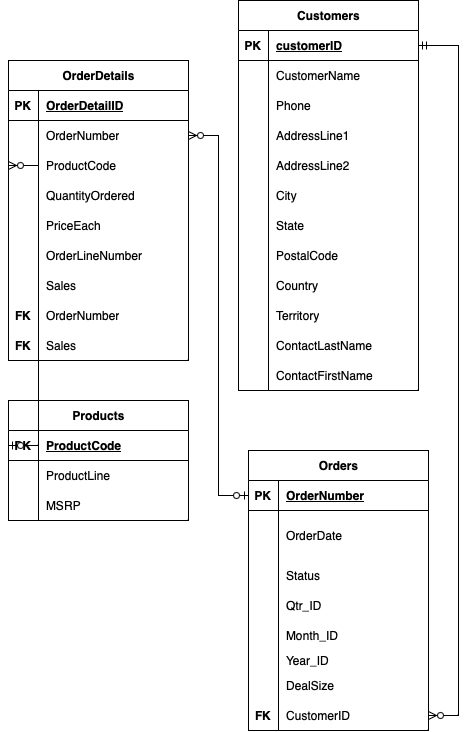 Customers
PK customerID
CustomerName
Phone
AddressLine1
AddressLine2
City
State
PostalCode
Country
Territory
ContactLastName
ContactFirstName
OrderDetails
PK OrderDetailID
OrderNumber
ProductCode
QuantityOrdered
PriceEach
OrderLineNumber
Sales
FK OrderNumber
FK Sales
Products
PK ProductCode
ProductLine
MSRP
Orders
PK OrderNumber
OrderDate
Status
Qtr_ID
Month_ID
Year_ID
DealSize
FK CustomerID